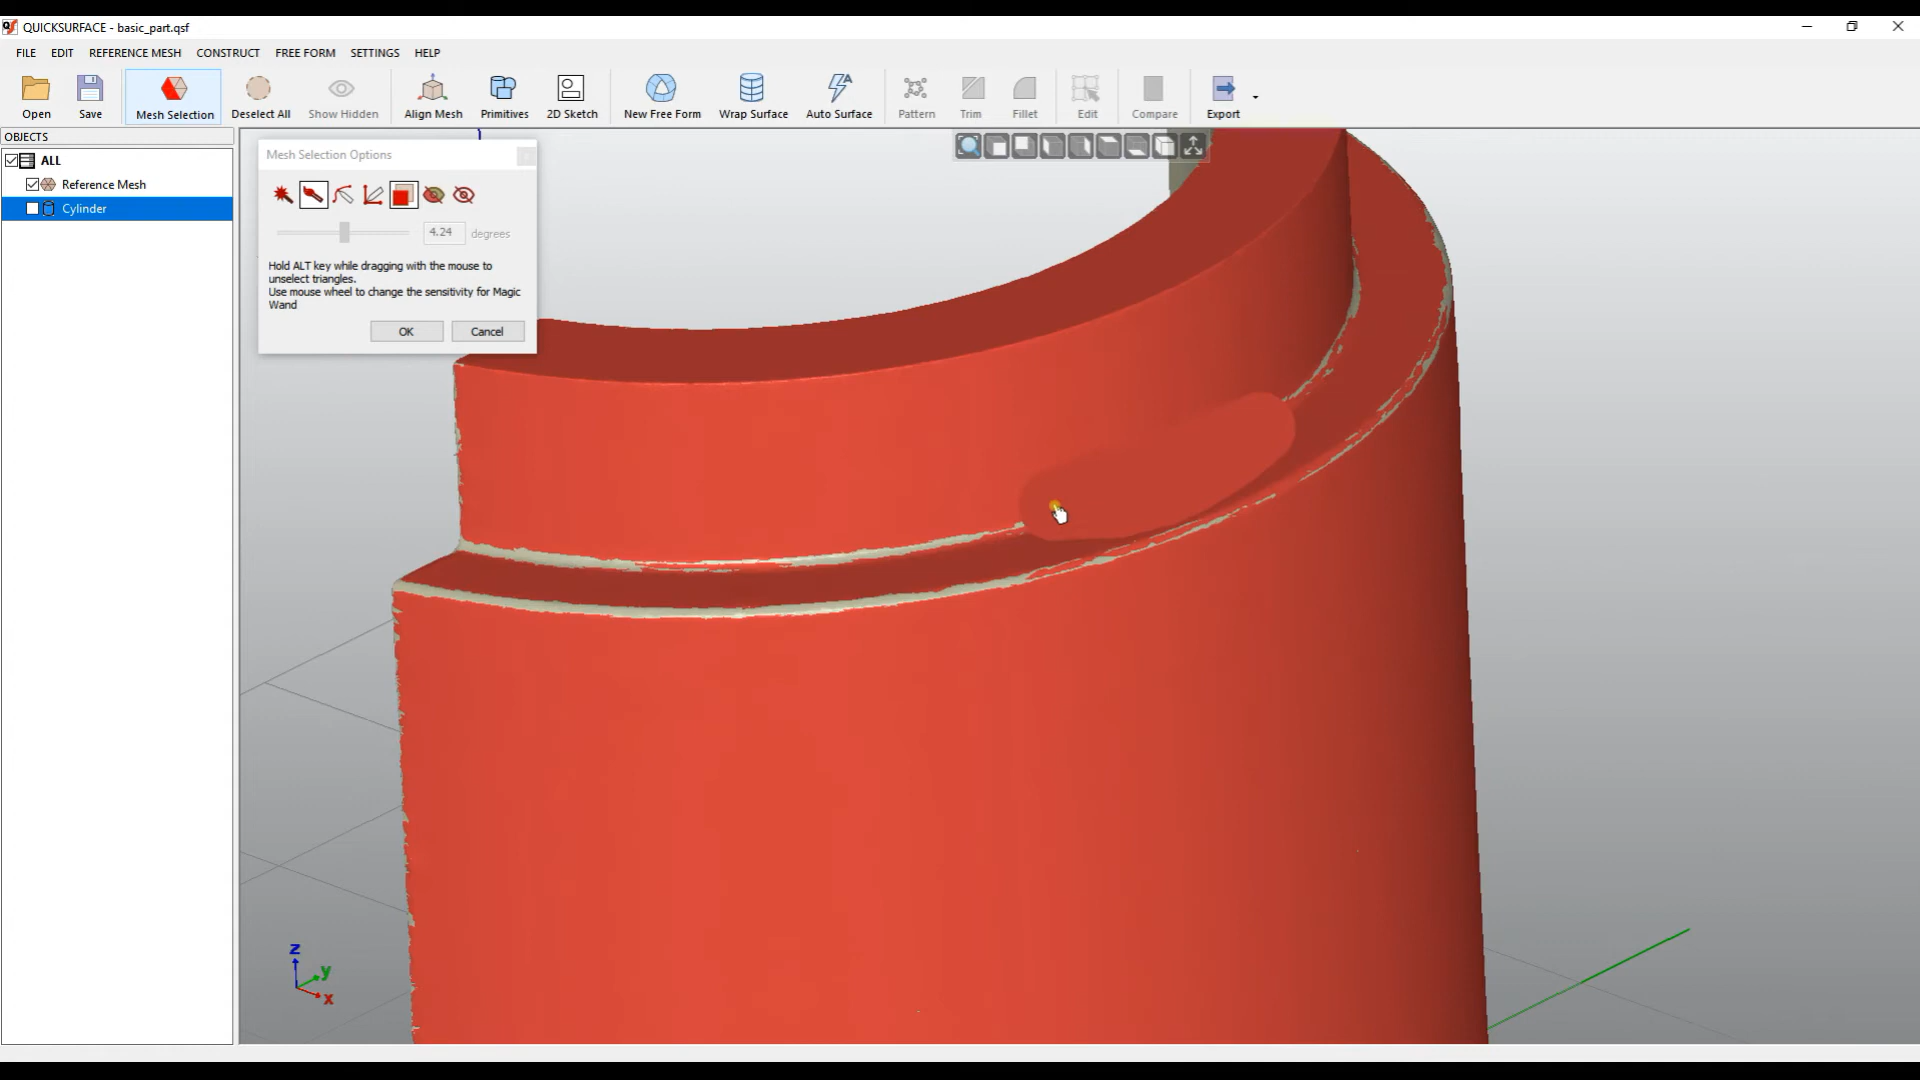 QUICKSURFACE - basic_part.qsf
FILE EDIT REFERENCE MESH CONSTRUCT FREE FORM SETTINGS HELP
Open Save Mesh Selection Deselect All Show Hidden Align Mesh Primitives 2D Sketch New Free Form Wrap Surface Auto Surface Pattern Trim Fillet Edit Compare Export
OBJECTS
ALL
Reference Mesh
Cylinder
Mesh Selection Options
4.24 degrees
Hold ALT key while dragging with the mouse to
unselect triangles.
Use mouse wheel to change the sensitivity for Magic
Wand
OK Cancel
z
y
x